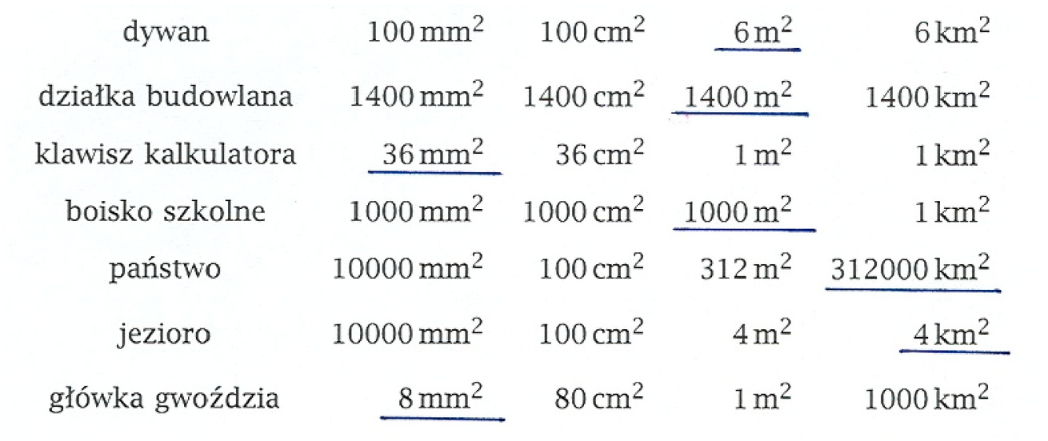 dywan 100 mm² 100 cm² 6 m² 6 km²
działka budowlana 1400 mm² 1400 cm² 1400 m² 1400 km²
klawisz kalkulatora 36 mm² 36 cm² 1 m² 1 km²
boisko szkolne 1000 mm² 1000 cm² 1000 m² 1 km²
państwo 10000 mm² 100 cm² 312 m² 312000 km²
jezioro 10000 mm² 100 cm² 4 m² 4 km²
główka gwoździa 8 mm² 80 cm² 1 m² 1000 km²